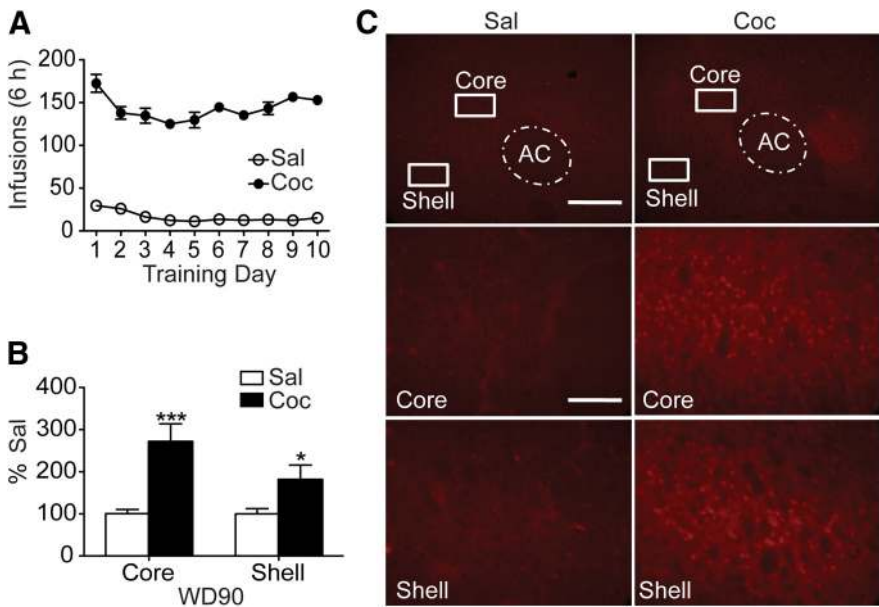 A
Infusions (6 h)
200
150
100
50
0
Sal
Coc
1 2 3 4 5 6 7 8 9 10
Training Day
B
% Sal
400
300
200
100
0
Sal
Coc
***
*
Core Shell
WD90
C
Sal Coc
Core
AC
Shell
Core
AC
Shell
Core
Core
Shell
Shell